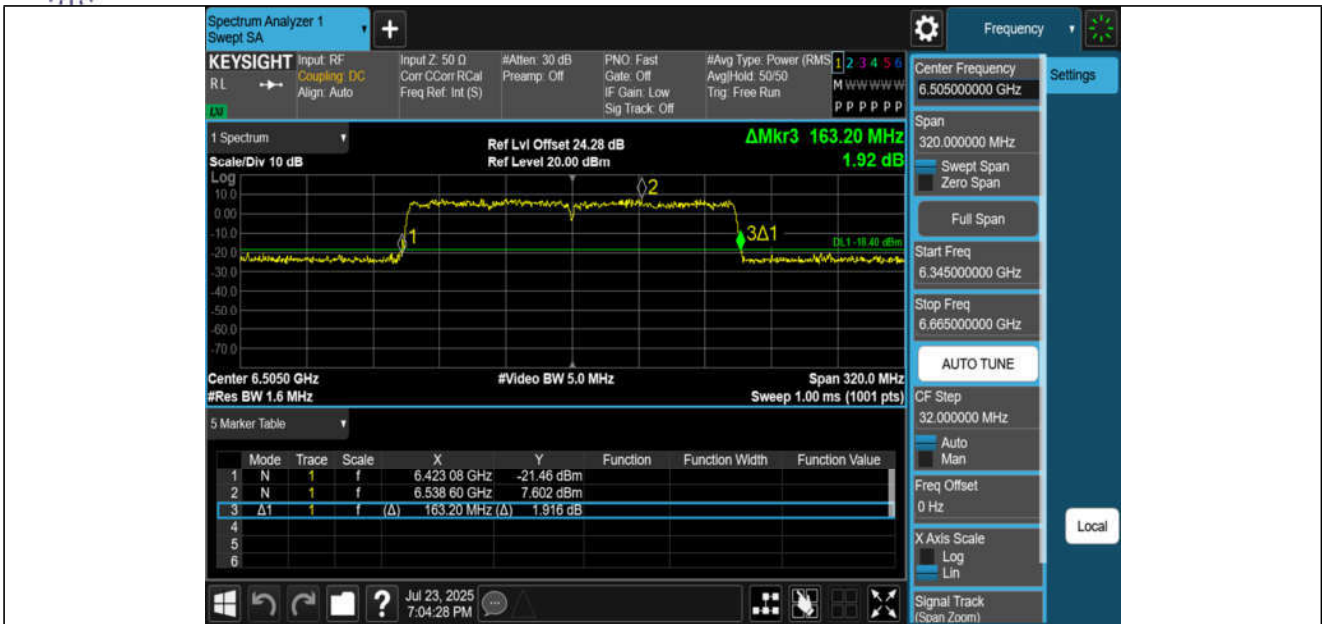 Spectrum Analyzer 1
Swept SA
+
Frequency
KEYSIGHT
RL
LV
Input: RF
Coupling: DC
Align: Auto
Input Z: 50 Ω
Corr CCorr RCal
Freq Ref: Int (S)
#Atten: 30 dB
Preamp: Off
PNO: Fast
Gate: Off
IF Gain: Low
Sig Track: Off
#Avg Type: Power (RMS
Avg|Hold: 50/50
Trig: Free Run
1 2 3 4 5 6
M W W W W W
P P P P P P
1 Spectrum
Scale/Div 10 dB
Ref Lvl Offset 24.28 dB
Ref Level 20.00 dBm
ΔMkr3 163.20 MHz
1.92 dB
Log
10.0
0.00
-10.0
-20.0
-30.0
-40.0
-50.0
-60.0
-70.0
1
2
3Δ1
DL1 -18.40 dBm
Center 6.5050 GHz
#Video BW 5.0 MHz
Span 320.0 MHz
#Res BW 1.6 MHz
Sweep 1.00 ms (1001 pts)
5 Marker Table
Mode Trace Scale X Y Function Function Width Function Value
1 N 1 f 6.423 08 GHz -21.46 dBm
2 N 1 f 6.538 60 GHz 7.602 dBm
3 Δ1 1 f (Δ) 163.20 MHz (Δ) 1.916 dB
4
5
6
?
Jul 23, 2025
7:04:28 PM
Center Frequency
6.505000000 GHz
Span
320.000000 MHz
Swept Span
Zero Span
Full Span
Start Freq
6.345000000 GHz
Stop Freq
6.665000000 GHz
AUTO TUNE
CF Step
32.000000 MHz
Auto
Man
Freq Offset
0 Hz
X Axis Scale
Log
Lin
Signal Track
(Span Zoom)
Settings
Local